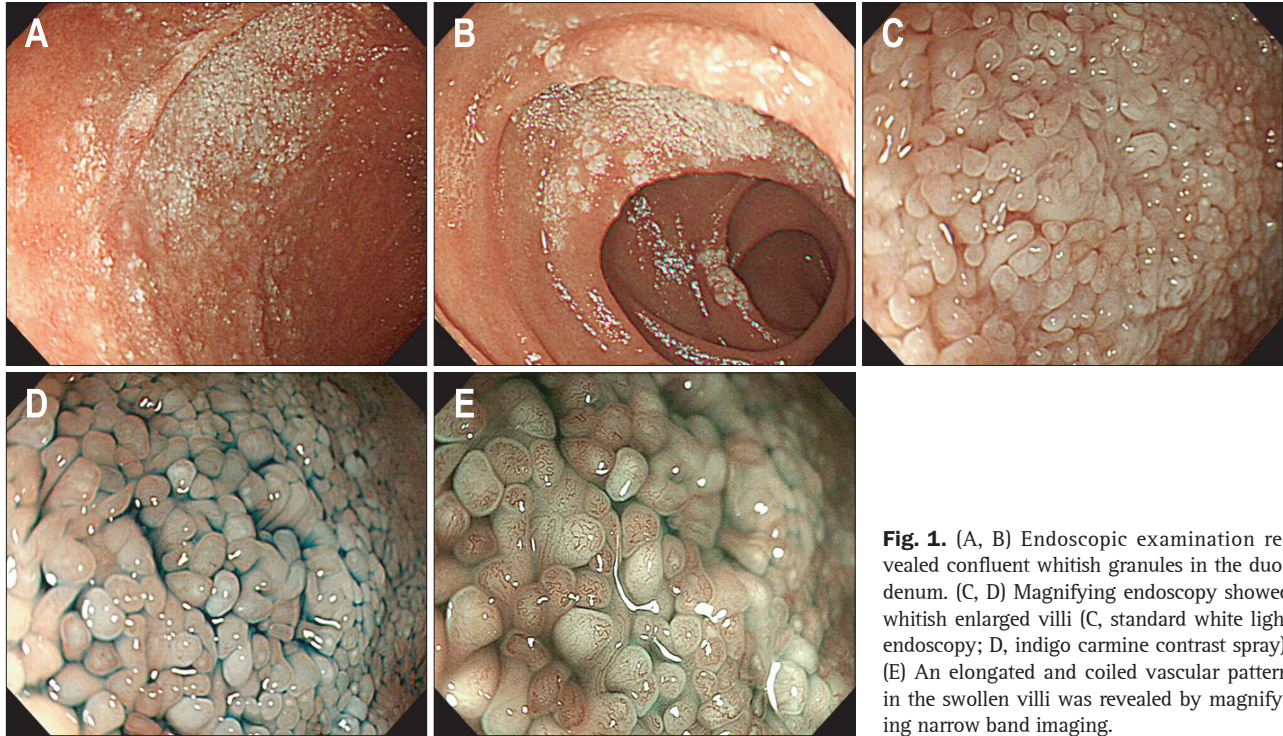 A
B
C
D
E
Fig. 1. (A, B) Endoscopic examination re
vealed confluent whitish granules in the duo
denum. (C, D) Magnifying endoscopy showed
whitish enlarged villi (C, standard white ligh
endoscopy; D, indigo carmine contrast spray)
(E) An elongated and coiled vascular pattern
in the swollen villi was revealed by magnify
ing narrow band imaging.